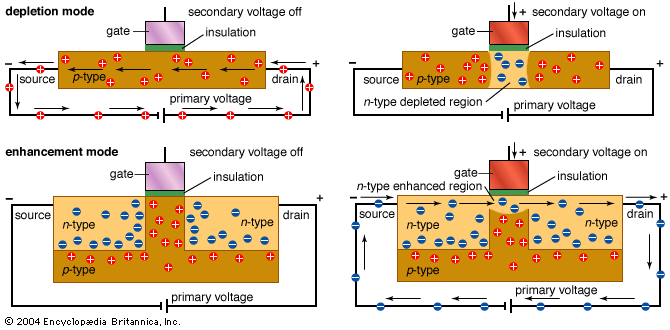 depletion mode
secondary voltage off
gate
insulation
−
+
source
p-type
drain
primary voltage
secondary voltage on
+
gate
insulation
−
+
source
p-type
drain
n-type depleted region
primary voltage
enhancement mode
secondary voltage off
gate
insulation
−
+
source
n-type
n-type
drain
p-type
primary voltage
secondary voltage on
+
gate
n-type enhanced region
insulation
−
+
source
n-type
n-type
drain
p-type
primary voltage
© 2004 Encyclopædia Britannica, Inc.